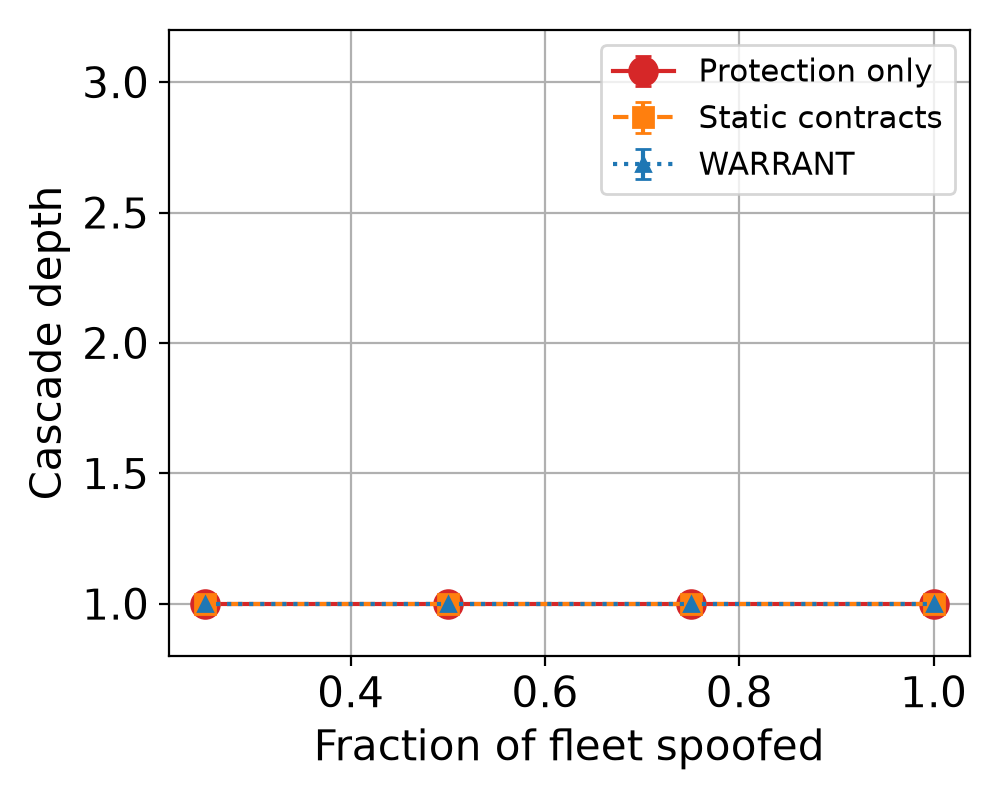 Protection only
Static contracts
WARRANT
3.0
2.5
2.0
1.5
1.0
Cascade depth
0.4 0.6 0.8 1.0
Fraction of fleet spoofed